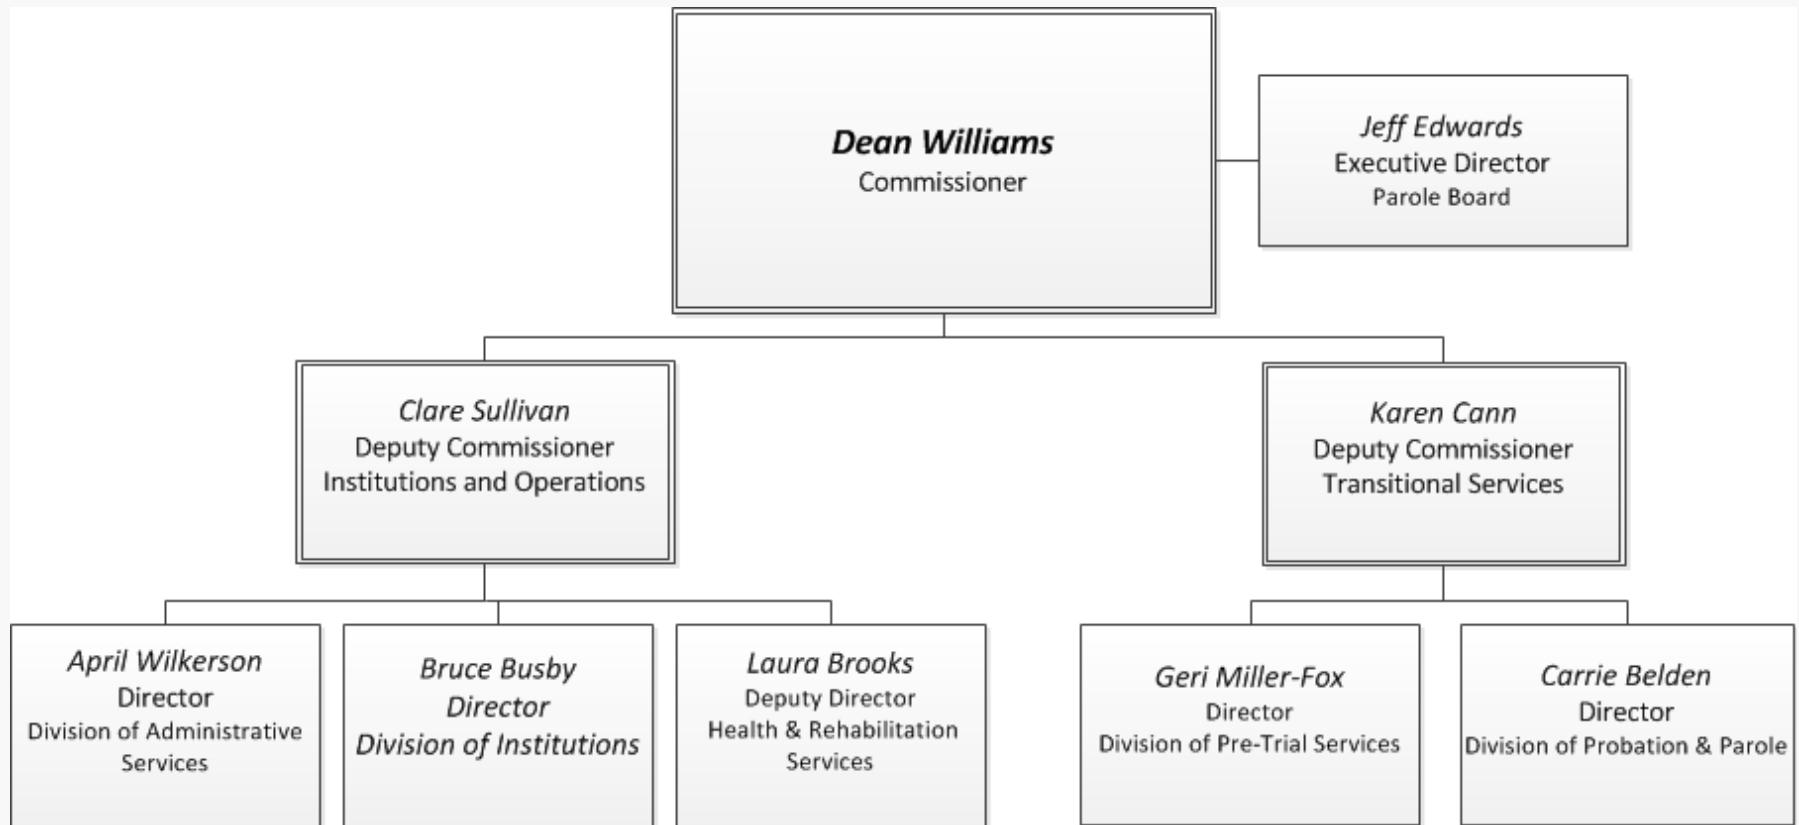 Dean Williams
Commissioner
Jeff Edwards
Executive Director
Parole Board
Clare Sullivan
Deputy Commissioner
Institutions and Operations
Karen Cann
Deputy Commissioner
Transitional Services
April Wilkerson
Director
Division of Administrative
Services
Bruce Busby
Director
Division of Institutions
Laura Brooks
Deputy Director
Health & Rehabilitation
Services
Geri Miller-Fox
Director
Division of Pre-Trial Services
Carrie Belden
Director
Division of Probation & Parole